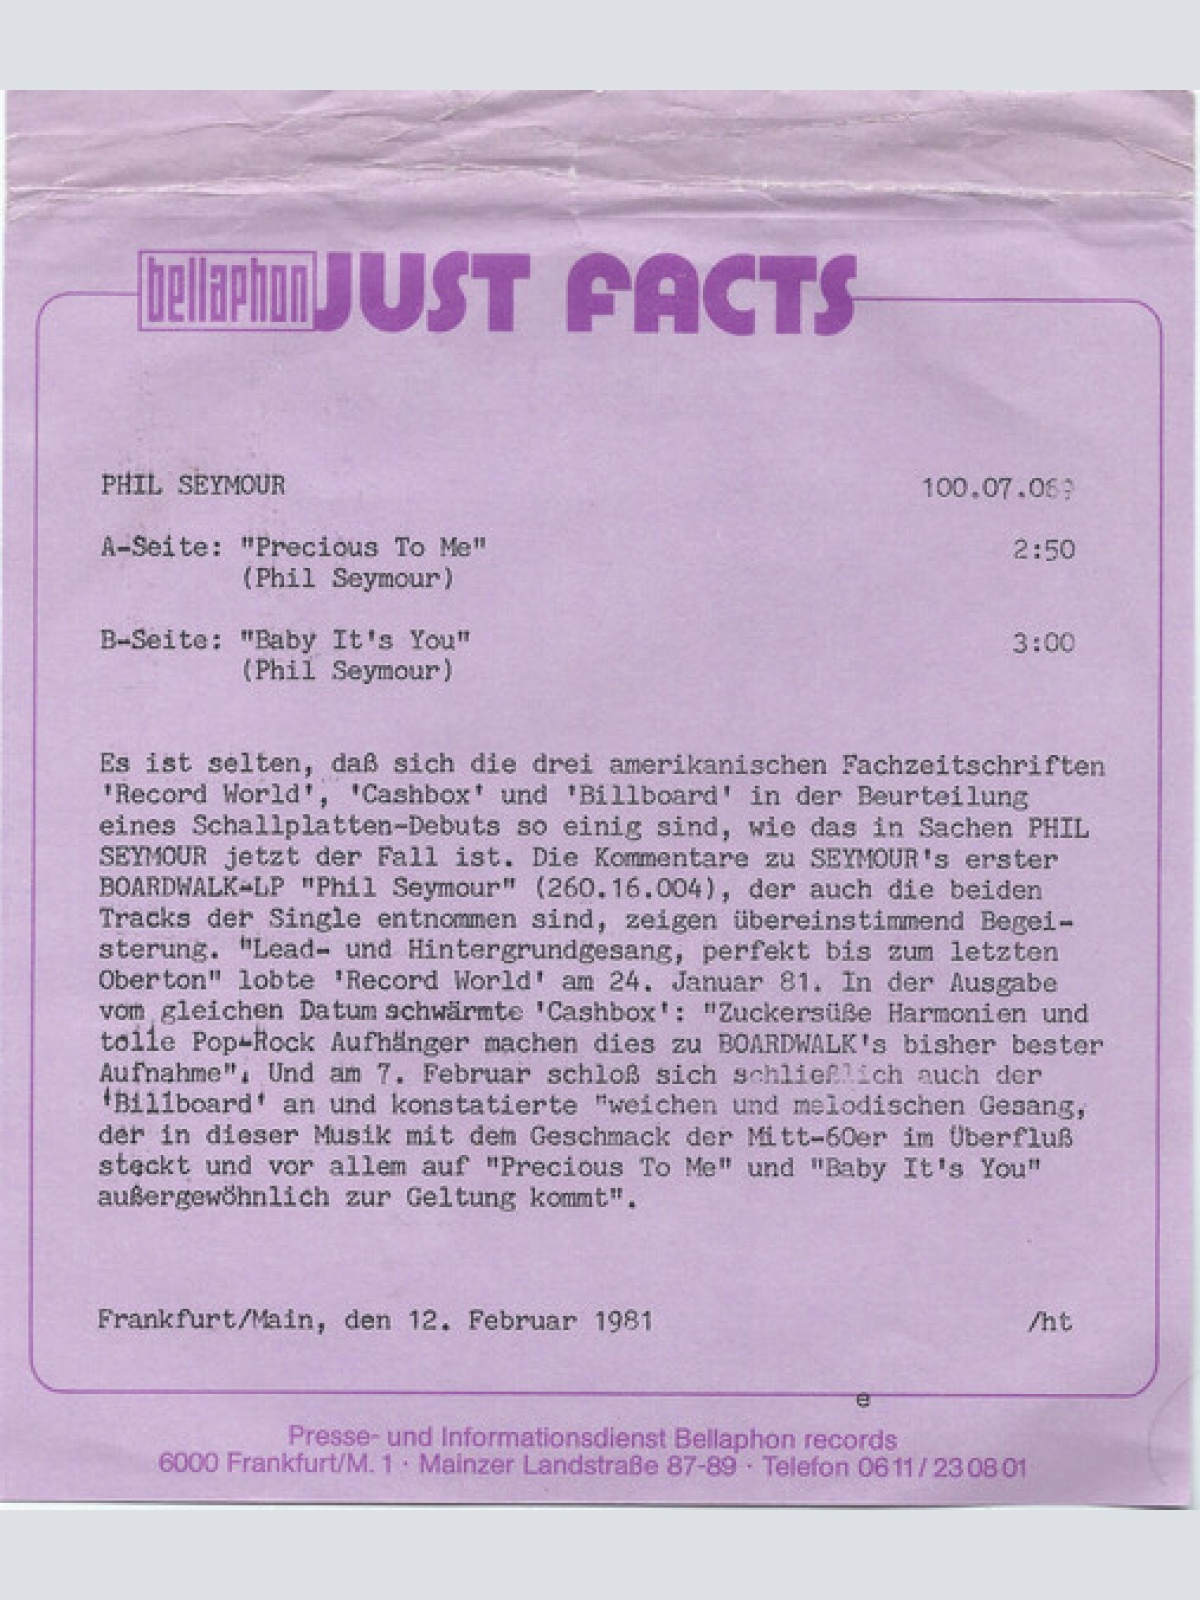 bellaphon JUST FACTS
PHIL SEYMOUR 100.07.069
A-Seite: "Precious To Me" 2:50
(Phil Seymour)
B-Seite: "Baby It's You" 3:00
(Phil Seymour)
Es ist selten, daß sich die drei amerikanischen Fachzeitschriften
'Record World', 'Cashbox' und 'Billboard' in der Beurteilung
eines Schallplatten-Debuts so einig sind, wie das in Sachen PHIL
SEYMOUR jetzt der Fall ist. Die Kommentare zu SEYMOUR's erster
BOARDWALK-LP "Phil Seymour" (260.16.004), der auch die beiden
Tracks der Single entnommen sind, zeigen übereinstimmend Begei-
sterung. "Lead- und Hintergrundgesang, perfekt bis zum letzten
Oberton" lobte 'Record World' am 24. Januar 81. In der Ausgabe
vom gleichen Datum schwärmte 'Cashbox': "Zuckersüße Harmonien und
tolle Pop-Rock Aufhänger machen dies zu BOARDWALK's bisher bester
Aufnahme". Und am 7. Februar schloß sich schließlich auch der
'Billboard' an und konstatierte "weichen und melodischen Gesang,
der in dieser Musik mit dem Geschmack der Mitt-60er im Überfluß
steckt und vor allem auf "Precious To Me" und "Baby It's You"
außergewöhnlich zur Geltung kommt".
Frankfurt/Main, den 12. Februar 1981 /ht
e
Presse- und Informationsdienst Bellaphon records
6000 Frankfurt/M. 1 · Mainzer Landstraße 87-89 · Telefon 0611/230801